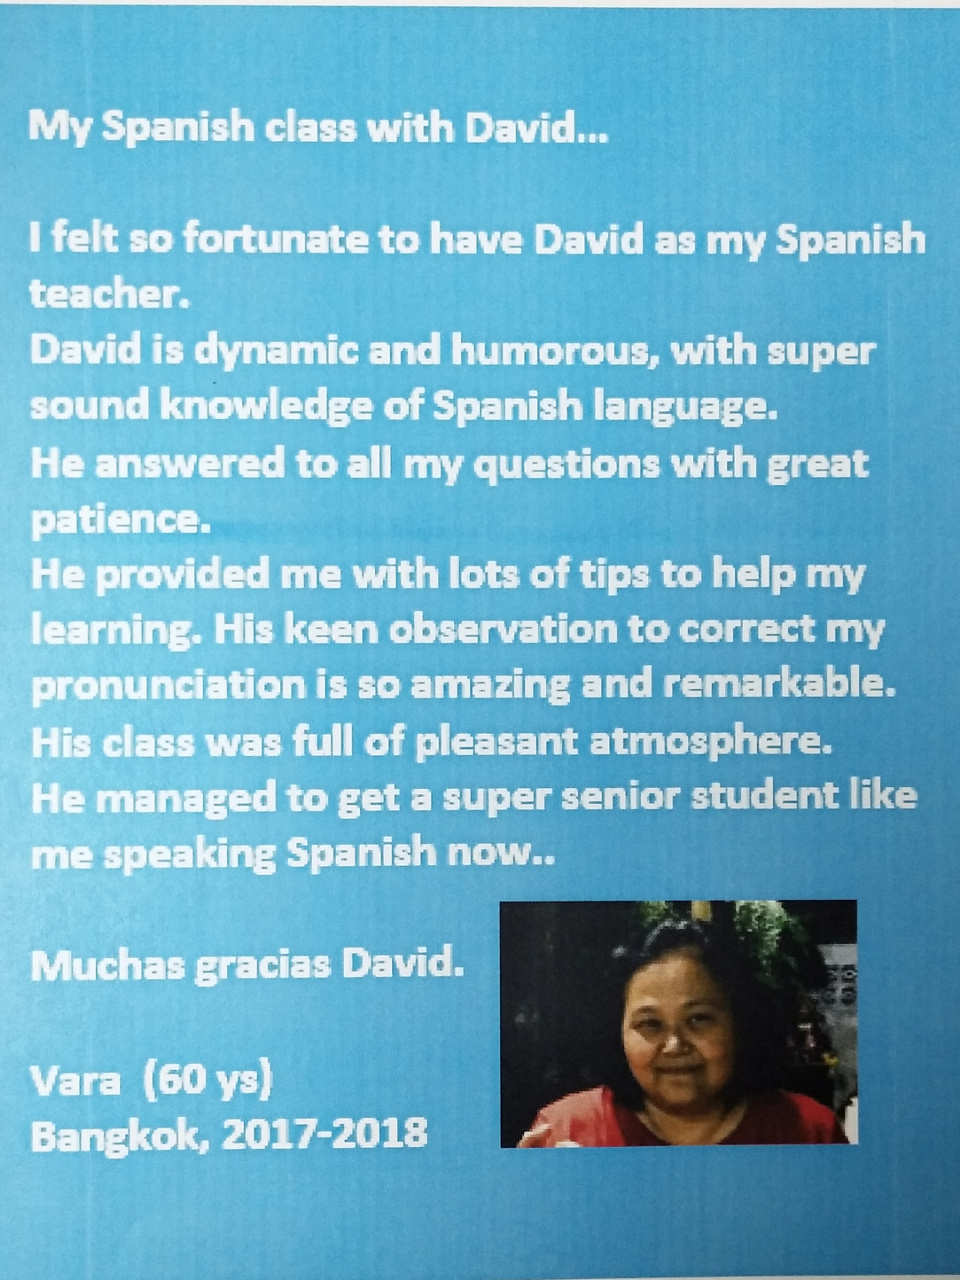 My Spanish class with David...
I felt so fortunate to have David as my Spanish
teacher.
David is dynamic and humorous, with super
sound knowledge of Spanish language.
He answered to all my questions with great
patience.
He provided me with lots of tips to help my
learning. His keen observation to correct my
pronunciation is so amazing and remarkable.
His class was full of pleasant atmosphere.
He managed to get a super senior student like
me speaking Spanish now..
Muchas gracias David.
Vara (60 ys)
Bangkok, 2017-2018